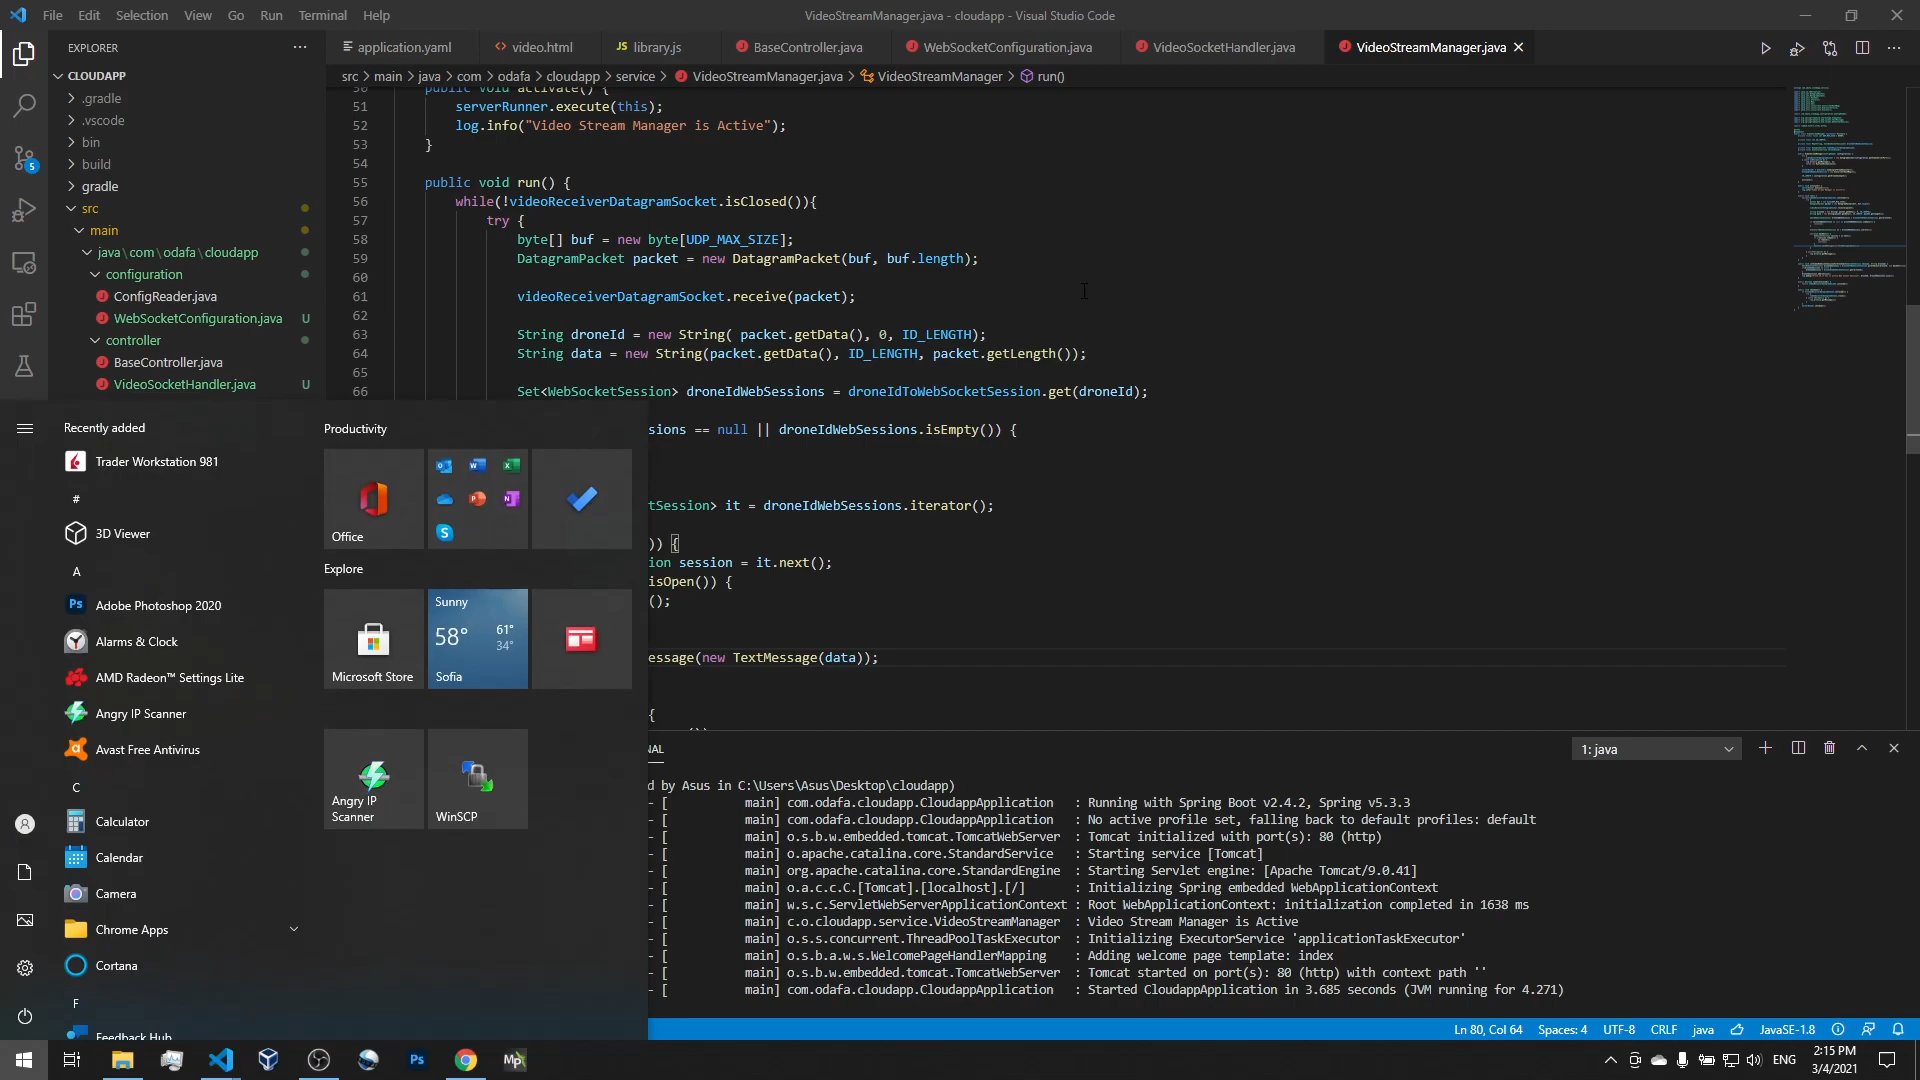 File Edit Selection View Go Run Terminal Help
VideoStreamManager.java - cloudapp - Visual Studio Code
EXPLORER
application.yaml
video.html
JS library.js
BaseController.java
WebSocketConfiguration.java
VideoSocketHandler.java
VideoStreamManager.java
src > main > java > com > odafa > cloudapp > service > VideoStreamManager.java > VideoStreamManager > run()
CLOUDAPP
.gradle
.vscode
bin
build
gradle
src
main
java\com\odafa\cloudapp
configuration
ConfigReader.java
WebSocketConfiguration.java U
controller
BaseController.java
VideoSocketHandler.java U
5
50 public void activate() {
51 serverRunner.execute(this);
52 log.info("Video Stream Manager is Active");
53 }
54
55 public void run() {
56 while(!videoReceiverDatagramSocket.isClosed()){
57 try {
58 byte[] buf = new byte[UDP_MAX_SIZE];
59 DatagramPacket packet = new DatagramPacket(buf, buf.length);
60
61 videoReceiverDatagramSocket.receive(packet);
62
63 String droneId = new String( packet.getData(), 0, ID_LENGTH);
64 String data = new String(packet.getData(), ID_LENGTH, packet.getLength());
65
66 Set<WebSocketSession> droneIdWebSessions = droneIdToWebSocketSession.get(droneId);
sions == null || droneIdWebSessions.isEmpty()) {
tSession> it = droneIdWebSessions.iterator();
)) {
ion session = it.next();
isOpen()) {
();
essage(new TextMessage(data));
{
Recently added
Trader Workstation 981
#
3D Viewer
A
Adobe Photoshop 2020
Alarms & Clock
AMD Radeon™ Settings Lite
Angry IP Scanner
Avast Free Antivirus
C
Calculator
Calendar
Camera
Chrome Apps
Cortana
F
Feedback Hub
Productivity
Office
Explore
Microsoft Store
Sunny
58° 61°
34°
Sofia
Angry IP
Scanner
WinSCP
NAL
1: java
d by Asus in C:\Users\Asus\Desktop\cloudapp)
- [ main] com.odafa.cloudapp.CloudappApplication : Running with Spring Boot v2.4.2, Spring v5.3.3
- [ main] com.odafa.cloudapp.CloudappApplication : No active profile set, falling back to default profiles: default
- [ main] o.s.b.w.embedded.tomcat.TomcatWebServer : Tomcat initialized with port(s): 80 (http)
- [ main] o.apache.catalina.core.StandardService : Starting service [Tomcat]
- [ main] org.apache.catalina.core.StandardEngine : Starting Servlet engine: [Apache Tomcat/9.0.41]
- [ main] o.a.c.c.C.[Tomcat].[localhost].[/] : Initializing Spring embedded WebApplicationContext
- [ main] w.s.c.ServletWebServerApplicationContext : Root WebApplicationContext: initialization completed in 1638 ms
- [ main] c.o.cloudapp.service.VideoStreamManager : Video Stream Manager is Active
- [ main] o.s.s.concurrent.ThreadPoolTaskExecutor : Initializing ExecutorService 'applicationTaskExecutor'
- [ main] o.s.b.a.w.s.WelcomePageHandlerMapping : Adding welcome page template: index
- [ main] o.s.b.w.embedded.tomcat.TomcatWebServer : Tomcat started on port(s): 80 (http) with context path ''
- [ main] com.odafa.cloudapp.CloudappApplication : Started CloudappApplication in 3.685 seconds (JVM running for 4.271)
Ln 80, Col 64 Spaces: 4 UTF-8 CRLF java JavaSE-1.8
ENG
2:15 PM
3/4/2021